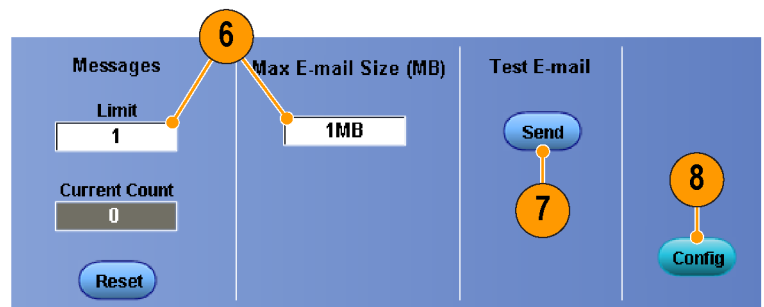 6
Messages
Max E-mail Size (MB)
Test E-mail
Limit
1
1MB
Send
Current Count
0
7
8
Reset
Config